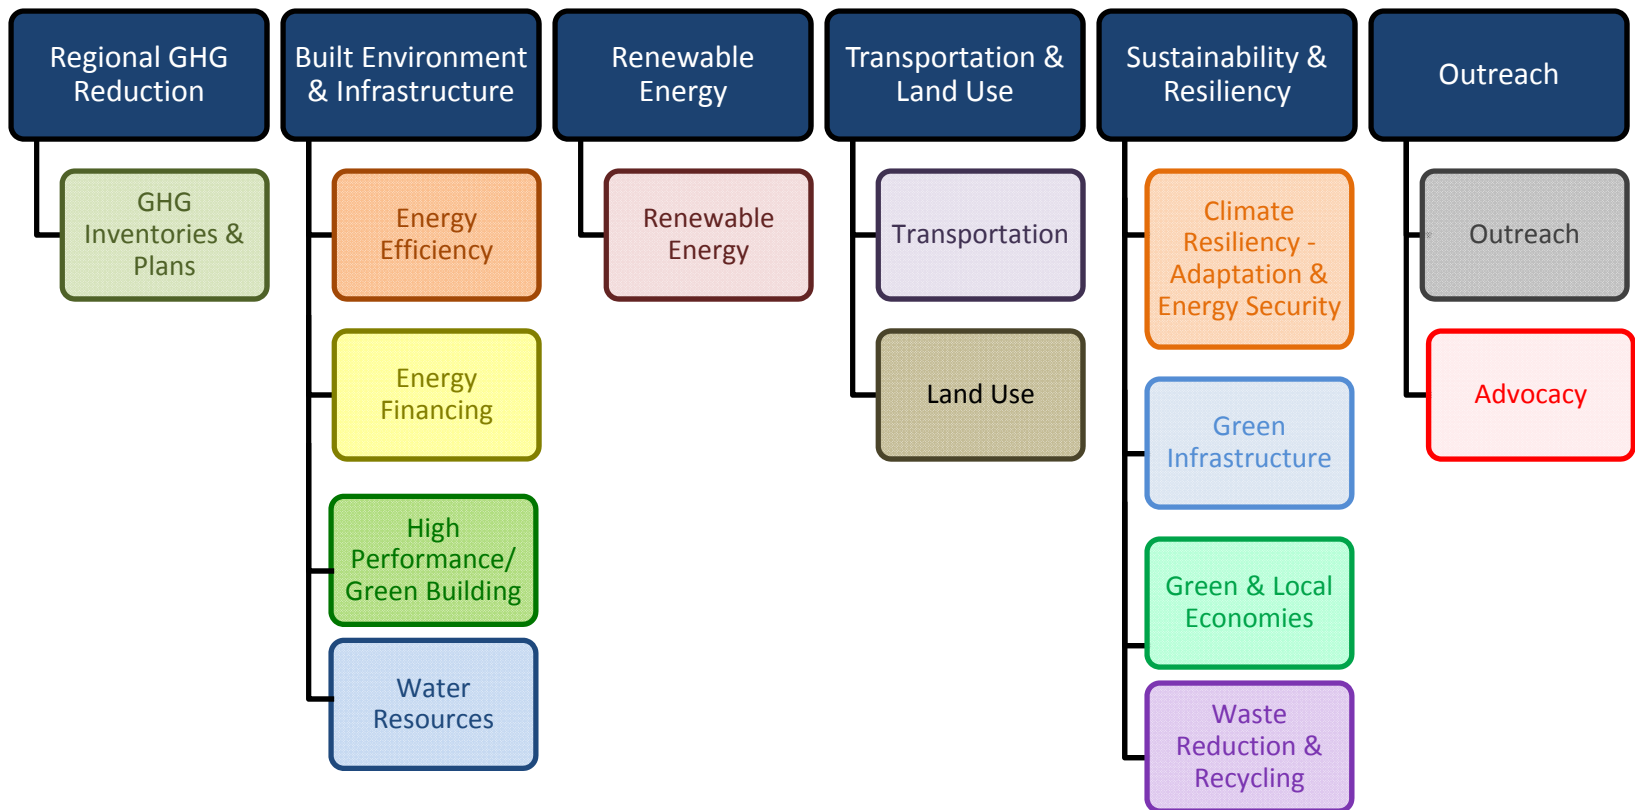 Regional GHG
Reduction
Built Environment
& Infrastructure
Renewable
Energy
Transportation &
Land Use
Sustainability &
Resiliency
Outreach
GHG
Inventories &
Plans
Energy
Efficiency
Energy
Financing
High
Performance/
Green Building
Water
Resources
Renewable
Energy
Transportation
Land Use
Climate
Resiliency -
Adaptation &
Energy Security
Green
Infrastructure
Green & Local
Economies
Waste
Reduction &
Recycling
Outreach
Advocacy